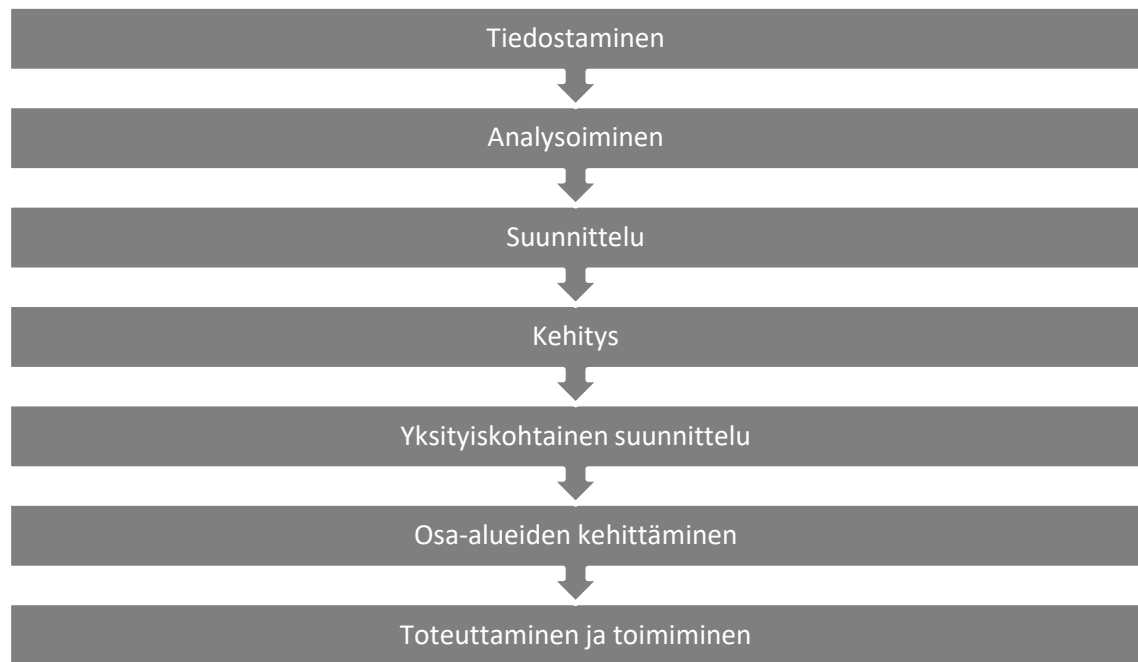 Tiedostaminen
Analysoiminen
Suunnittelu
Kehitys
Yksityiskohtainen suunnittelu
Osa-alueiden kehittäminen
Toteuttaminen ja toimiminen